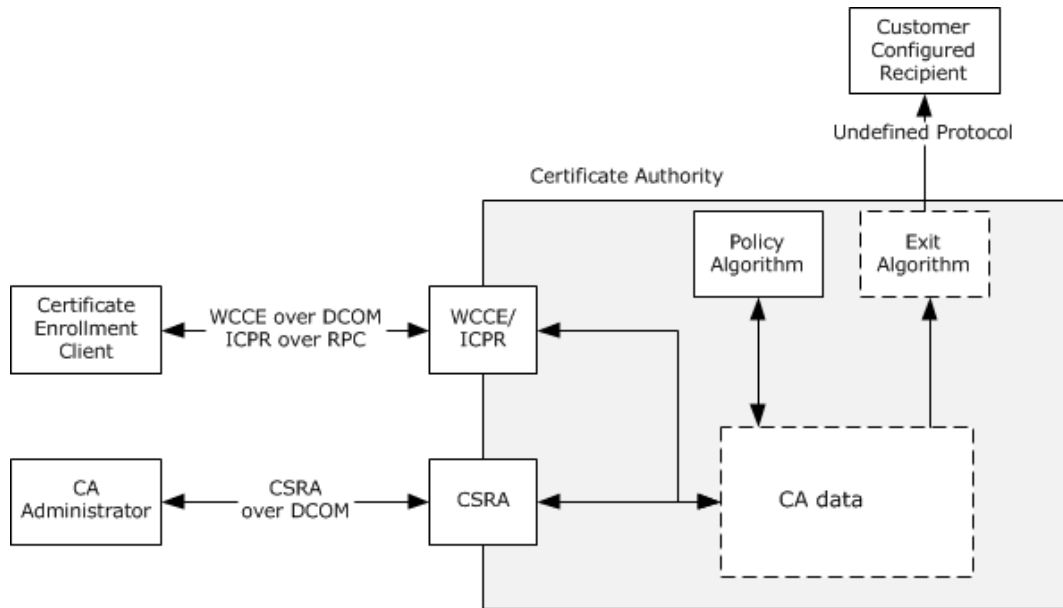 Customer
Configured
Recipient
Undefined Protocol
Certificate Authority
Policy
Algorithm
Exit
Algorithm
Certificate
Enrollment
Client
WCCE over DCOM
ICPR over RPC
WCCE/
ICPR
CA
Administrator
CSRA
over DCOM
CSRA
CA data